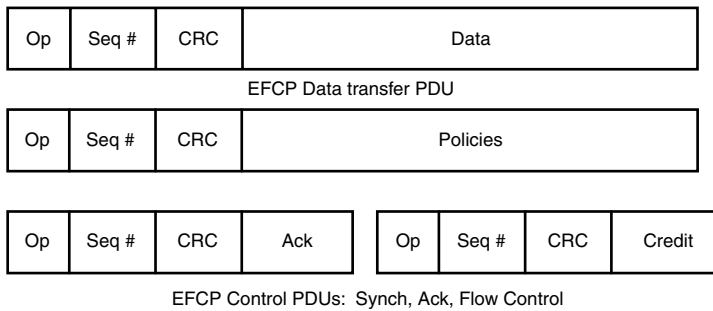 Op Seq # CRC Data
EFCP Data transfer PDU
Op Seq # CRC Policies
Op Seq # CRC Ack Op Seq # CRC Credit
EFCP Control PDUs: Synch, Ack, Flow Control